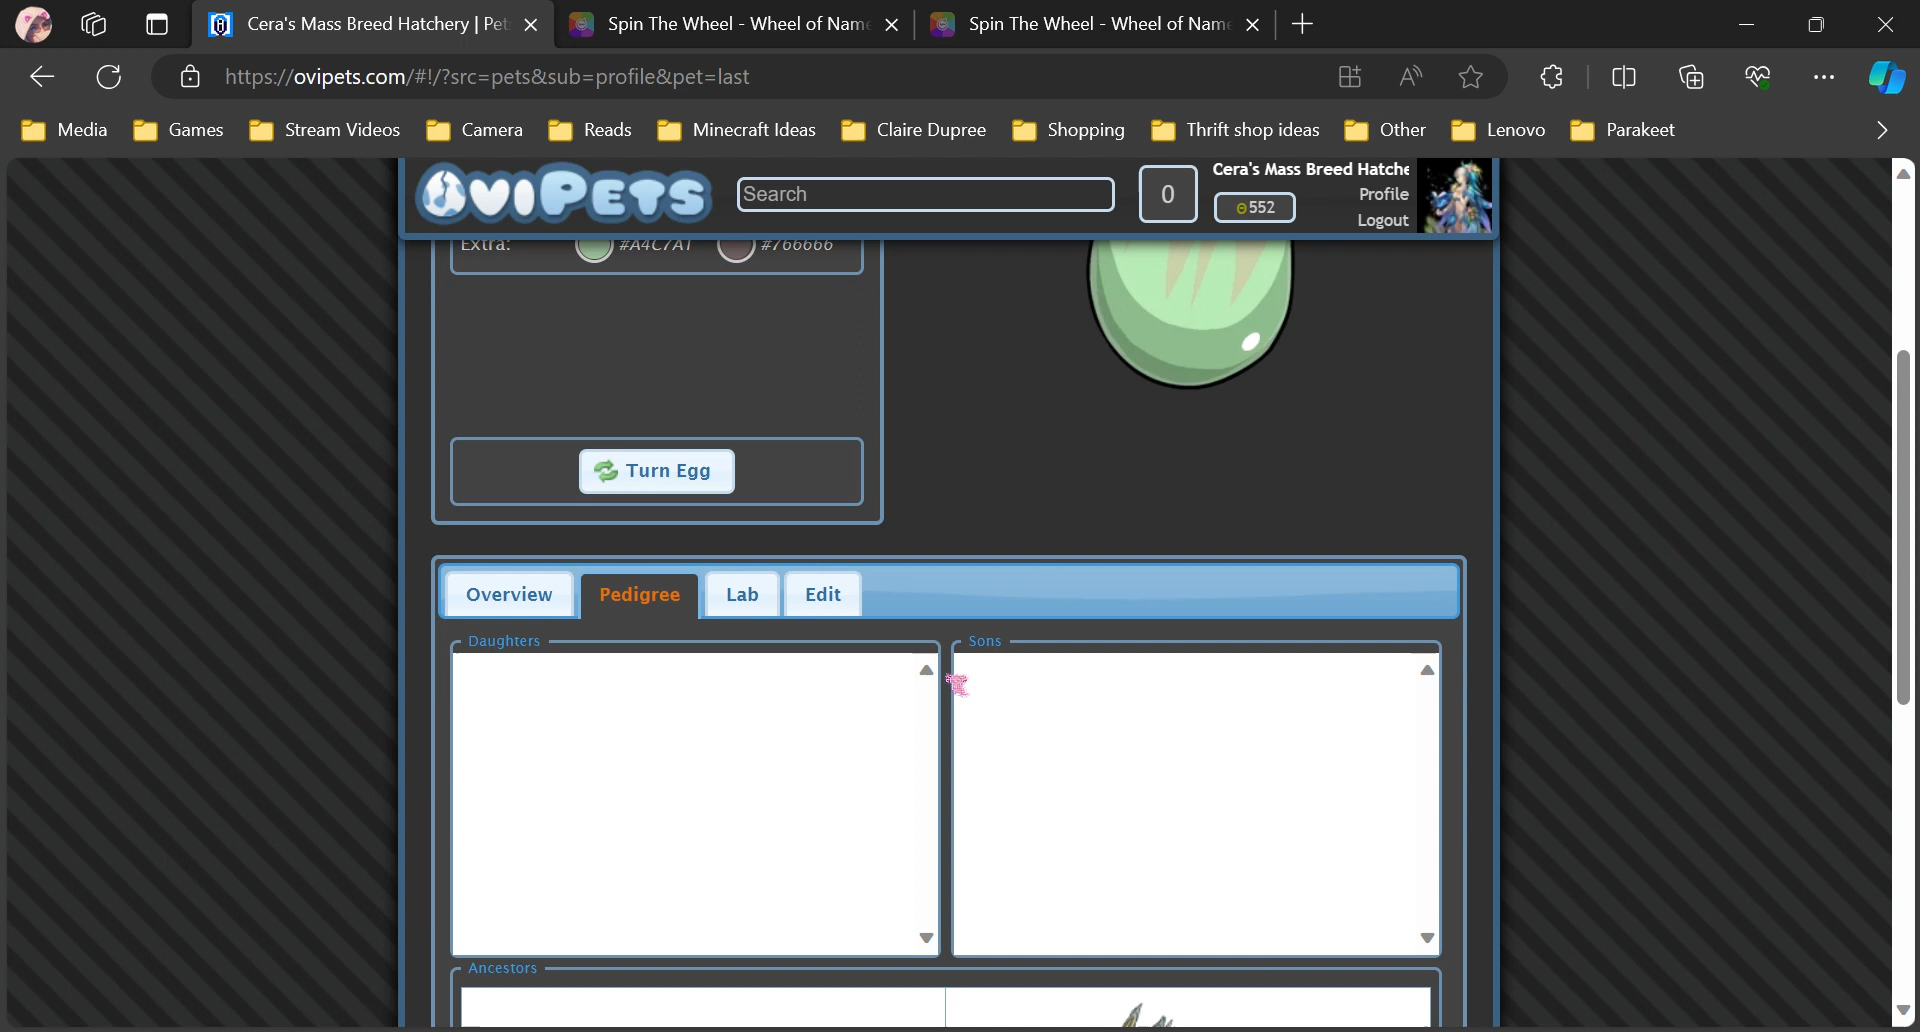 Cera's Mass Breed Hatchery | Pet
Spin The Wheel - Wheel of Name
Spin The Wheel - Wheel of Name
https://ovipets.com/#!/?src=pets&sub=profile&pet=last
Media
Games
Stream Videos
Camera
Reads
Minecraft Ideas
Claire Dupree
Shopping
Thrift shop ideas
Other
Lenovo
Parakeet
OviPets
Search
0
Cera's Mass Breed Hatche
552
Profile
Logout
Extra: #A4C7A1 #766666
Turn Egg
Overview
Pedigree
Lab
Edit
Daughters
Sons
Ancestors